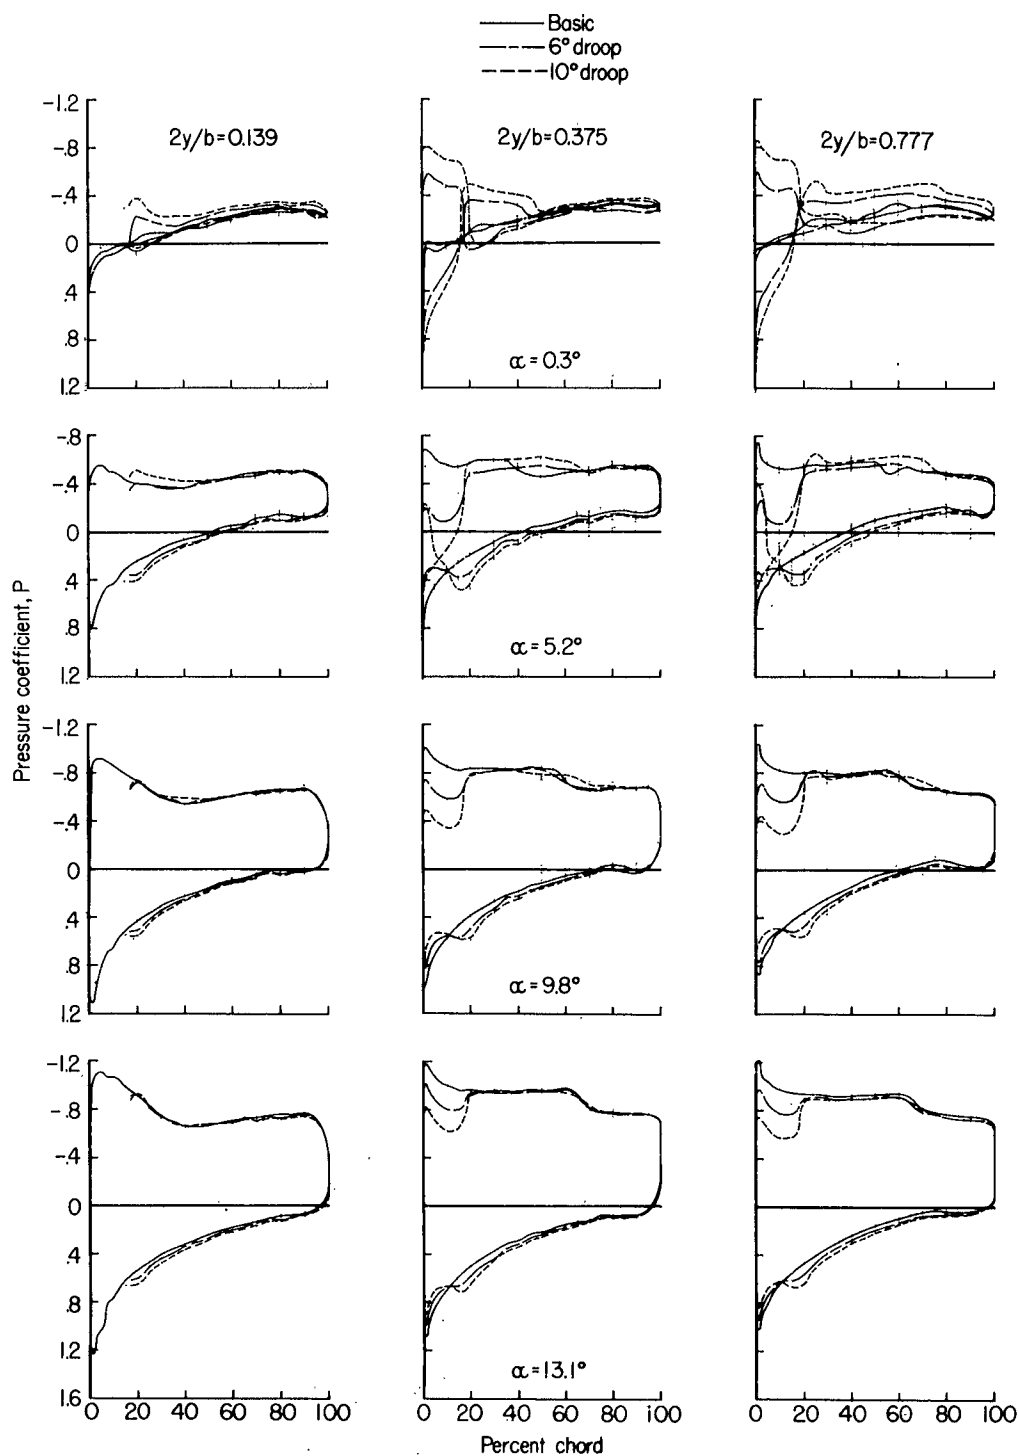 Basic
6° droop
10° droop
2y/b=0.139
2y/b=0.375
2y/b=0.777
-1.2
-.8
-.4
0
.4
.8
1.2
α=0.3°
-.8
-.4
0
.4
.8
1.2
α=5.2°
Pressure coefficient, P
-1.2
-.8
-.4
0
.4
.8
1.2
α=9.8°
-1.2
-.8
-.4
0
.4
.8
1.2
1.6
α=13.1°
0 20 40 60 80 100
0 20 40 60 80 100
0 20 40 60 80 100
Percent chord